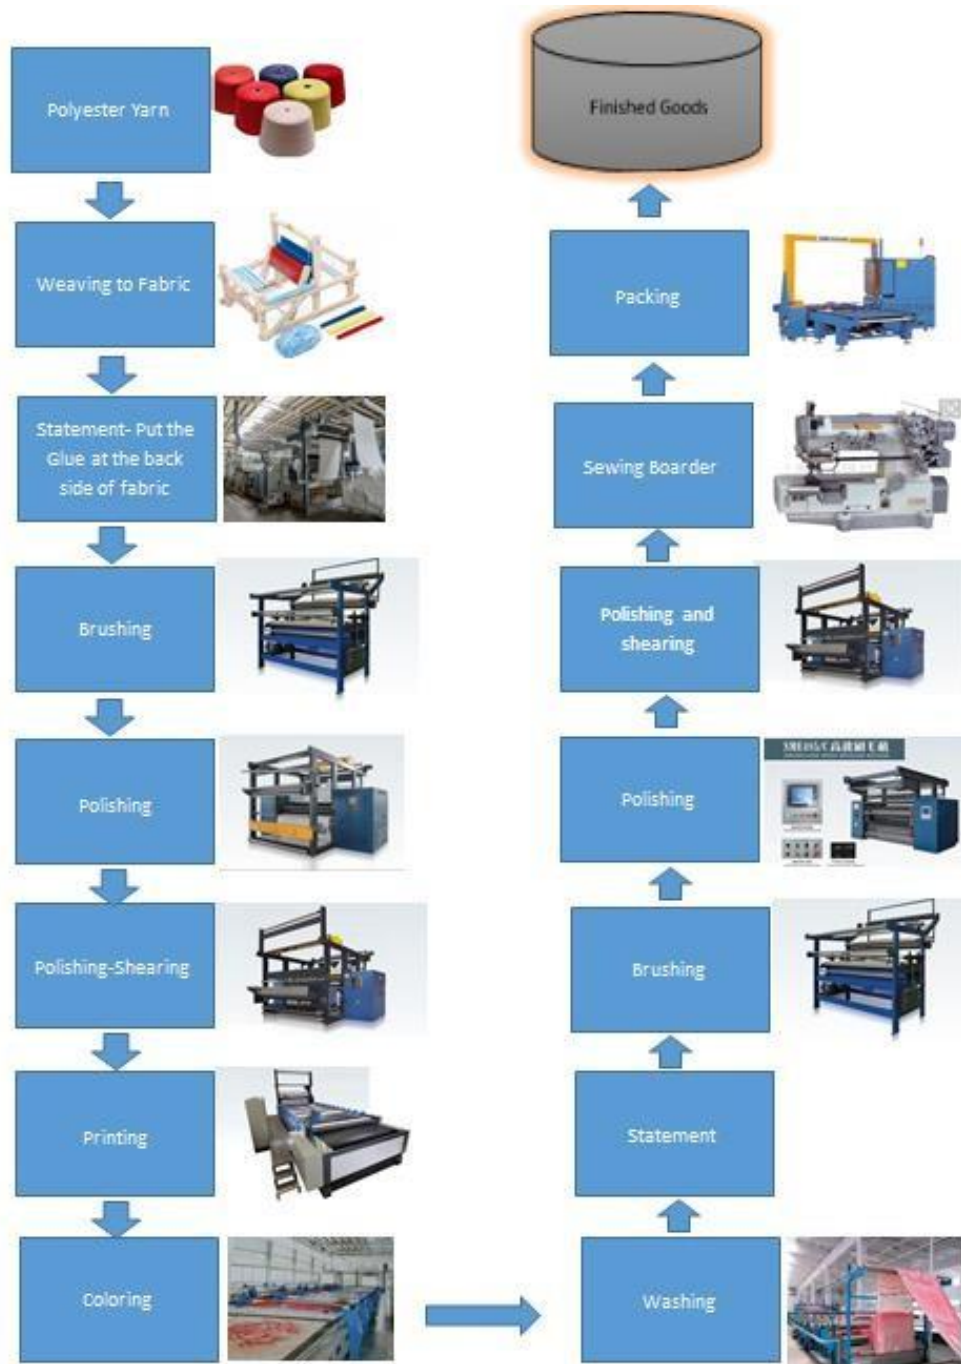 Polyester Yarn
Weaving to Fabric
Statement- Put the
Glue at the back
side of fabric
Brushing
Polishing
Polishing-Shearing
Printing
Coloring
Washing
Statement
Brushing
Polishing
Polishing and
shearing
Sewing Boarder
Packing
Finished Goods